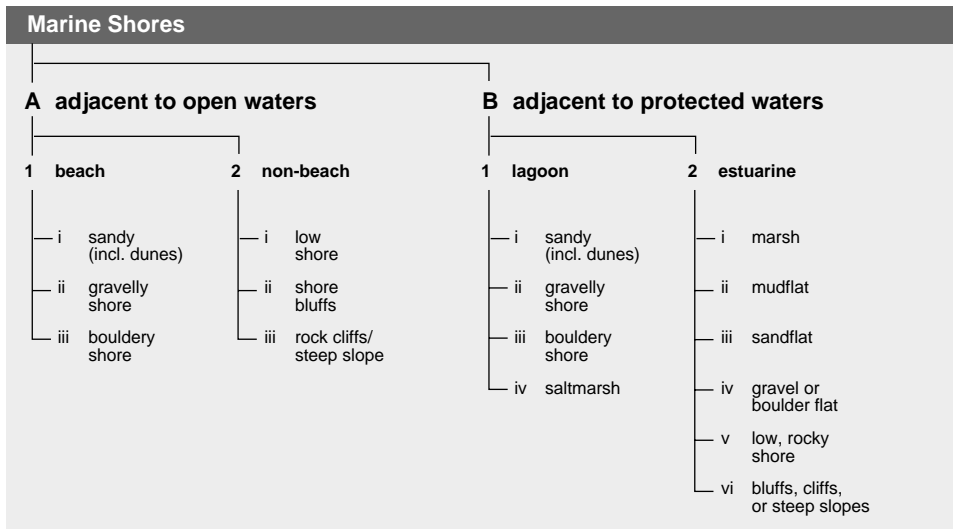 Marine Shores
A adjacent to open waters
B adjacent to protected waters
1 beach
2 non-beach
1 lagoon
2 estuarine
i sandy
(incl. dunes)
ii gravelly
shore
iii bouldery
shore
i low
shore
ii shore
bluffs
iii rock cliffs/
steep slope
i sandy
(incl. dunes)
ii gravelly
shore
iii bouldery
shore
iv saltmarsh
i marsh
ii mudflat
iii sandflat
iv gravel or
boulder flat
v low, rocky
shore
vi bluffs, cliffs,
or steep slopes